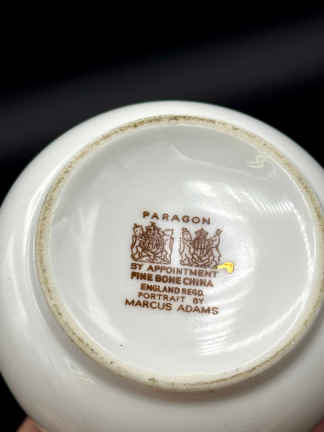 PARAGON
BY APPOINTMENT
FINE BONE CHINA
ENGLAND REGD.
PORTRAIT BY
MARCUS ADAMS